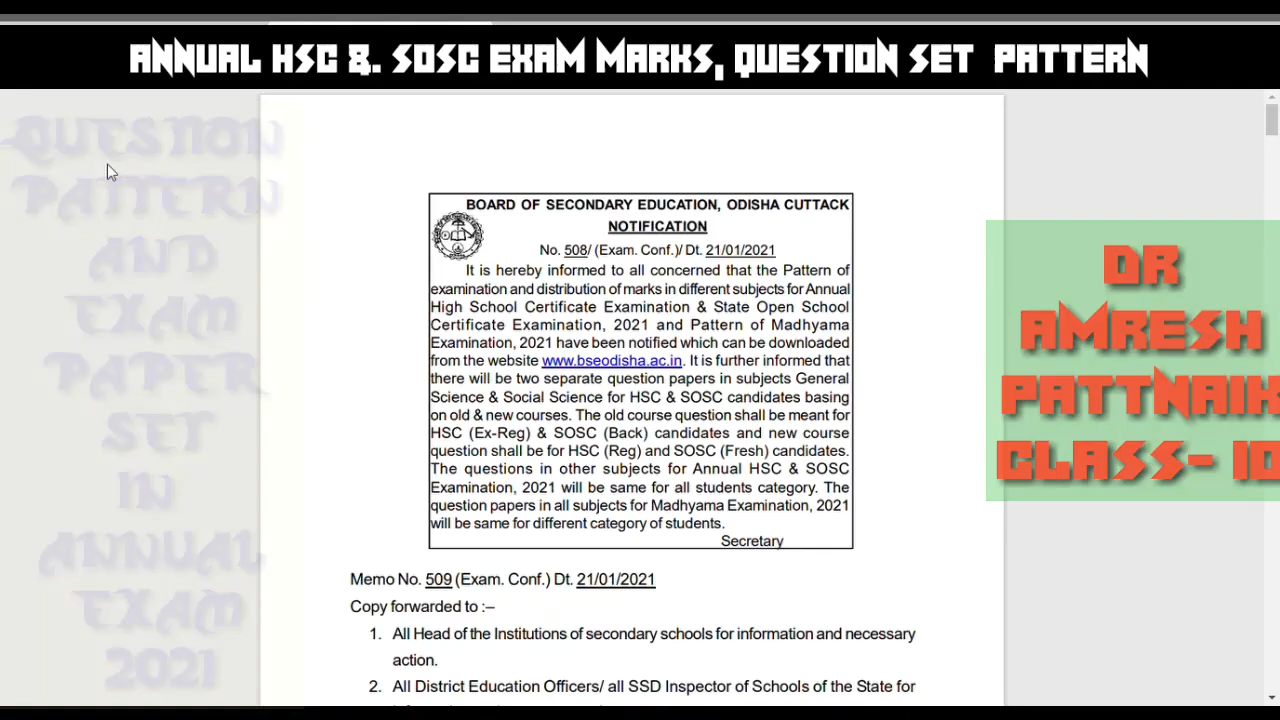 ANNUAL HSC & SOSC EXAM MARKS, QUESTION SET PATTERN
QUESTION
PATTERN
AND
EXAM
PAPER
SET
IN
ANNUAL
EXAM
2021
BOARD OF SECONDARY EDUCATION, ODISHA CUTTACK
NOTIFICATION
No. 508/ (Exam. Conf.)/ Dt. 21/01/2021
It is hereby informed to all concerned that the Pattern of
examination and distribution of marks in different subjects for Annual
High School Certificate Examination & State Open School
Certificate Examination, 2021 and Pattern of Madhyama
Examination, 2021 have been notified which can be downloaded
from the website www.bseodisha.ac.in. It is further informed that
there will be two separate question papers in subjects General
Science & Social Science for HSC & SOSC candidates basing
on old & new courses. The old course question shall be meant for
HSC (Ex-Reg) & SOSC (Back) candidates and new course
question shall be for HSC (Reg) and SOSC (Fresh) candidates.
The questions in other subjects for Annual HSC & SOSC
Examination, 2021 will be same for all students category. The
question papers in all subjects for Madhyama Examination, 2021
will be same for different category of students.
Secretary
Memo No. 509 (Exam. Conf.) Dt. 21/01/2021
Copy forwarded to :–
1. All Head of the Institutions of secondary schools for information and necessary
action.
2. All District Education Officers/ all SSD Inspector of Schools of the State for
DR
AMRESH
PATTNAIK
CLASS- 10